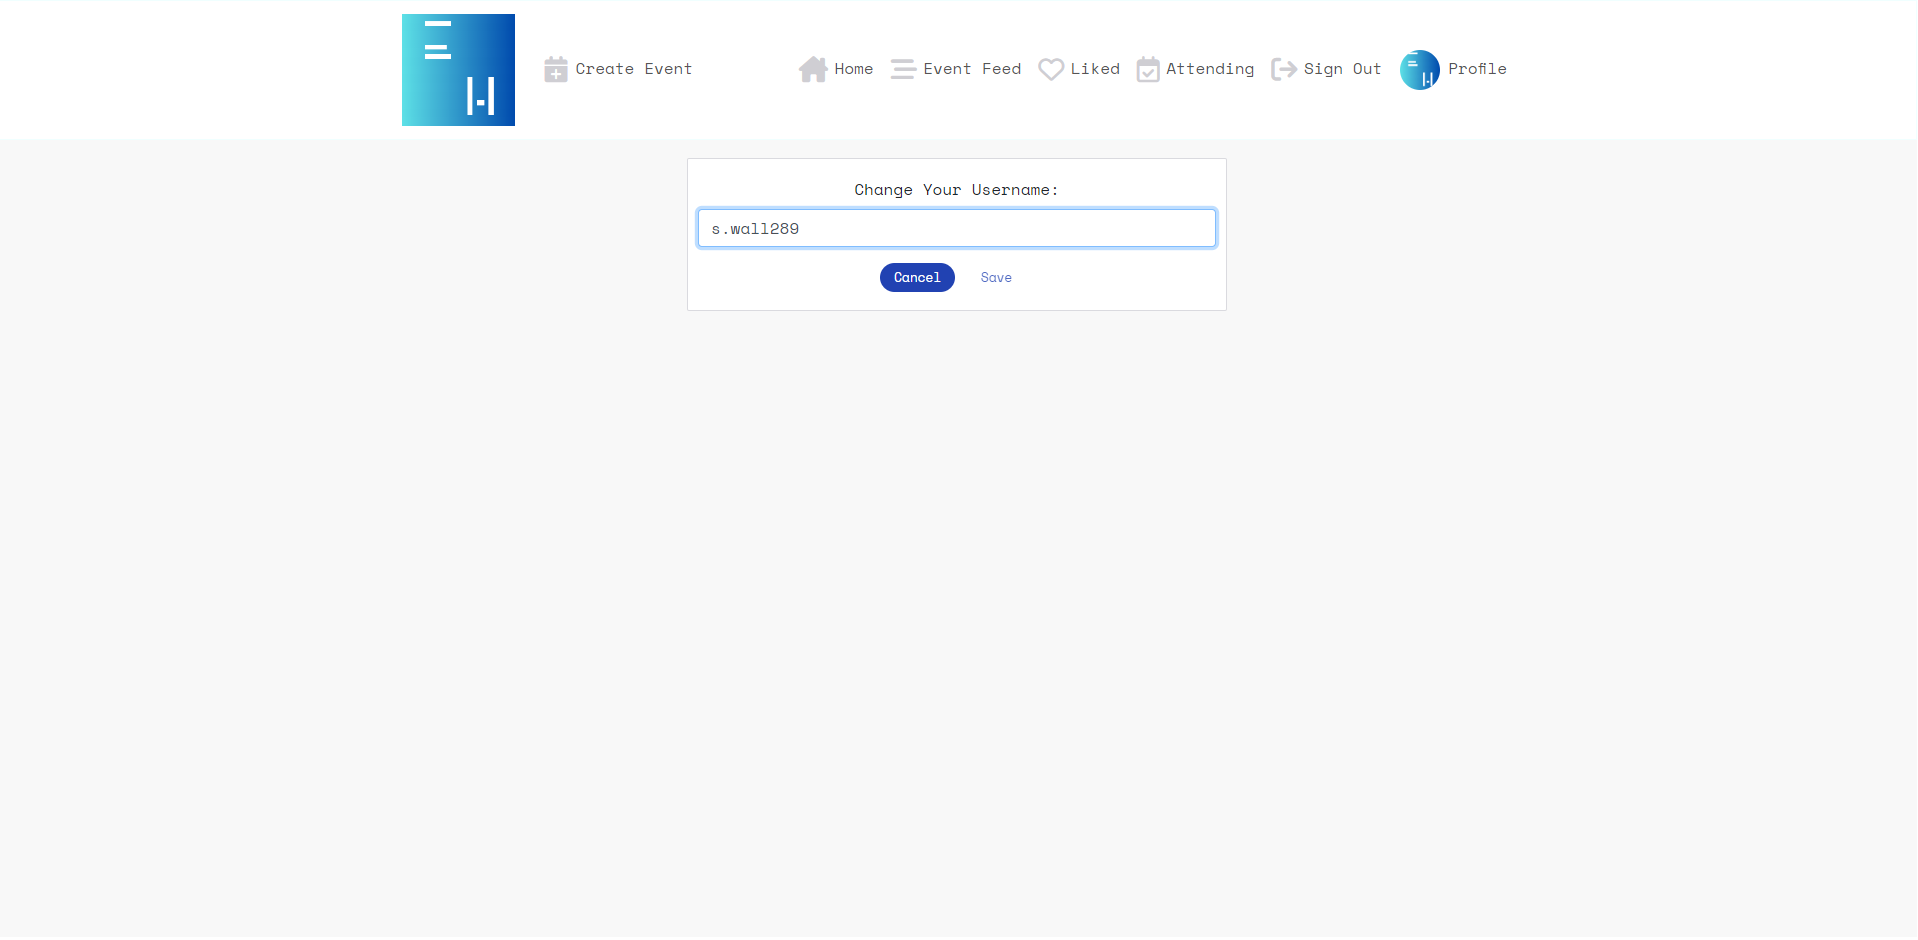 Create Event Home Event Feed Liked Attending Sign Out Profile
Change Your Username:
s.wall289
Cancel Save